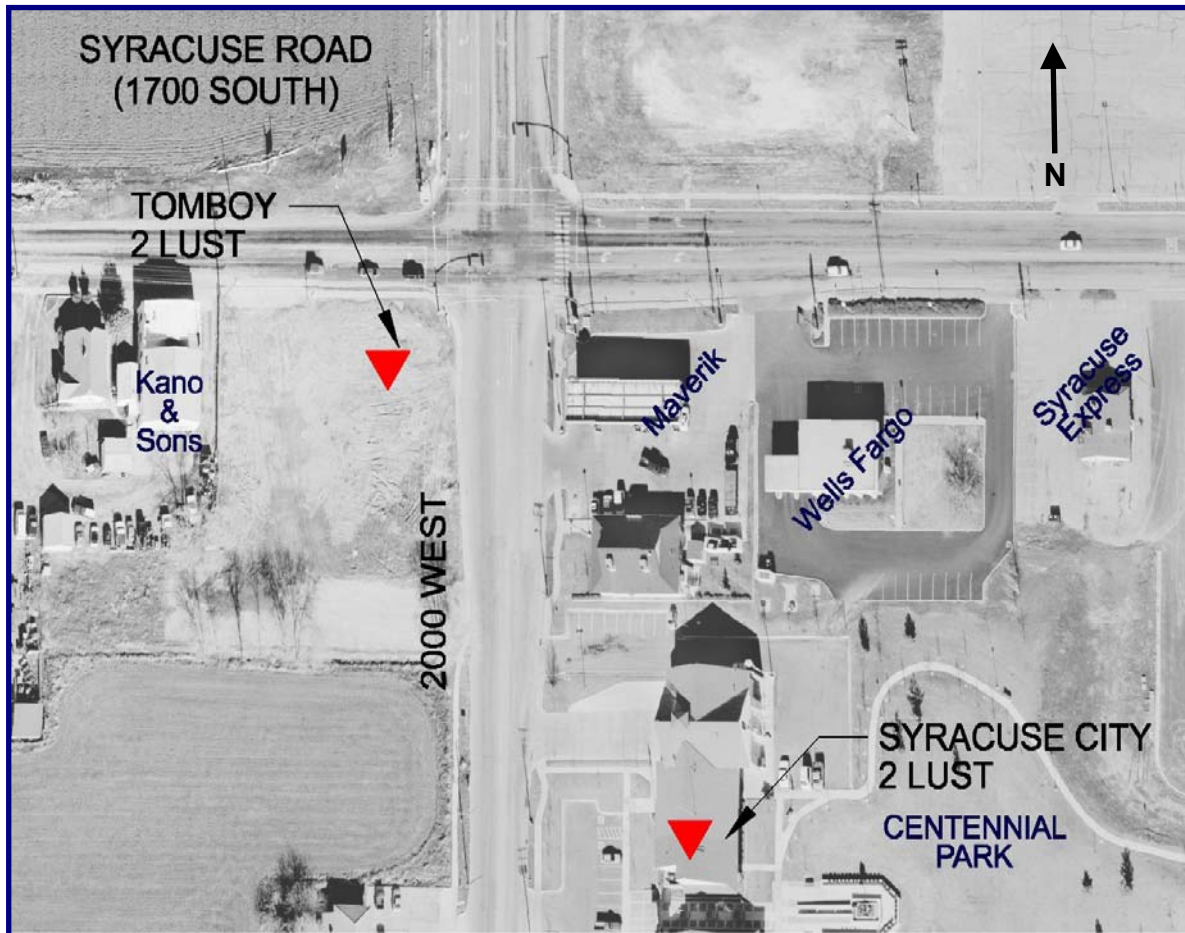 SYRACUSE ROAD
(1700 SOUTH)
N
TOMBOY
2 LUST
Kano
&
Sons
Maverik
Wells Fargo
Syracuse
Express
2000 WEST
SYRACUSE CITY
2 LUST
CENTENNIAL
PARK